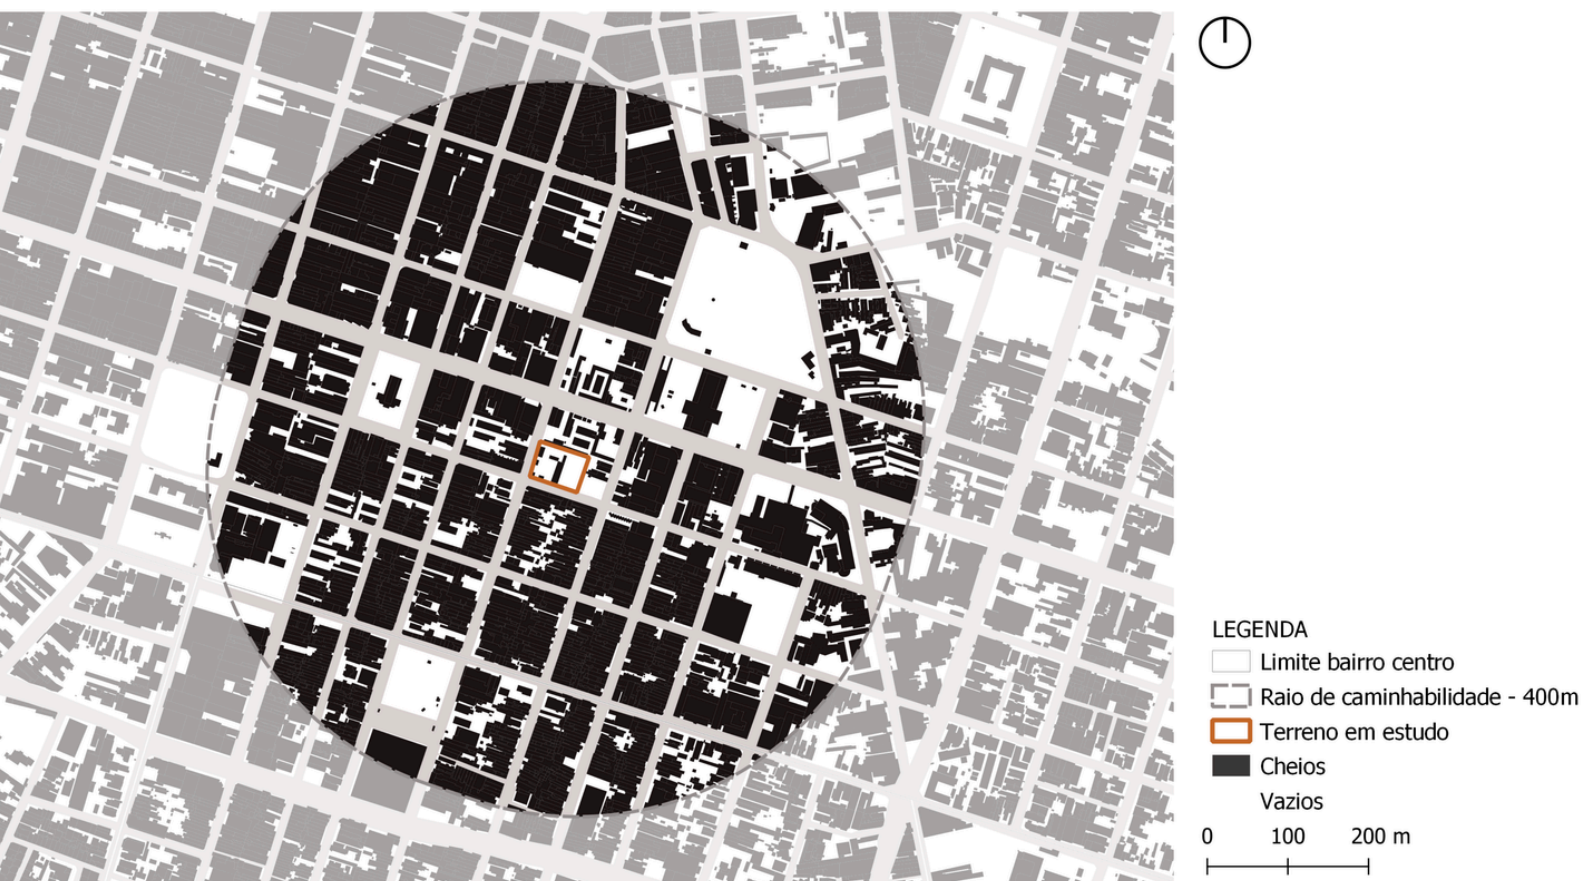 LEGENDA
Limite bairro centro
Raio de caminhabilidade - 400m
Terreno em estudo
Cheios
Vazios
0 100 200 m